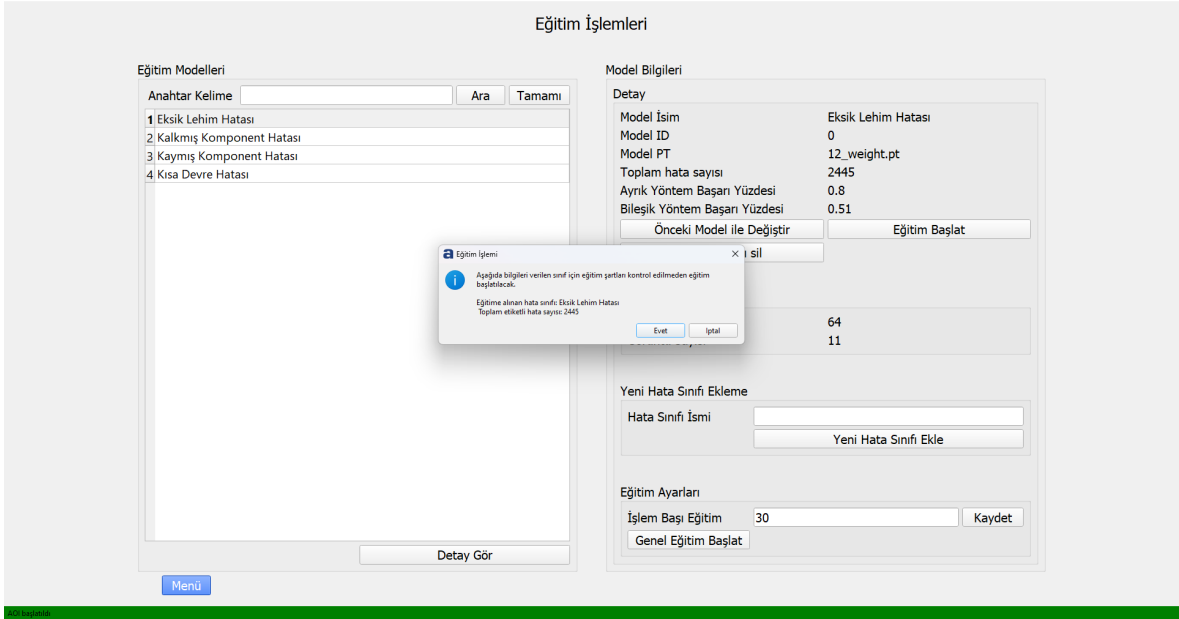 Eğitim İşlemleri
Eğitim Modelleri
Anahtar Kelime
Ara
Tamamı
1 Eksik Lehim Hatası
2 Kalkmış Komponent Hatası
3 Kaymış Komponent Hatası
4 Kısa Devre Hatası
Detay Gör
Menü
Model Bilgileri
Detay
Model İsim Eksik Lehim Hatası
Model ID 0
Model PT 12_weight.pt
Toplam hata sayısı 2445
Ayrık Yöntem Başarı Yüzdesi 0.8
Bileşik Yöntem Başarı Yüzdesi 0.51
Önceki Model ile Değiştir
Eğitim Başlat
sil
64
11
Yeni Hata Sınıfı Ekleme
Hata Sınıfı İsmi
Yeni Hata Sınıfı Ekle
Eğitim Ayarları
İşlem Başı Eğitim 30
Kaydet
Genel Eğitim Başlat
a Eğitim İşlemi
Aşağıda bilgileri verilen sınıf için eğitim şartları kontrol edilmeden eğitim
başlatılacak.
Eğitime alınan hata sınıfı: Eksik Lehim Hatası
Toplam etiketli hata sayısı: 2445
Evet
İptal
AOI başlatıldı